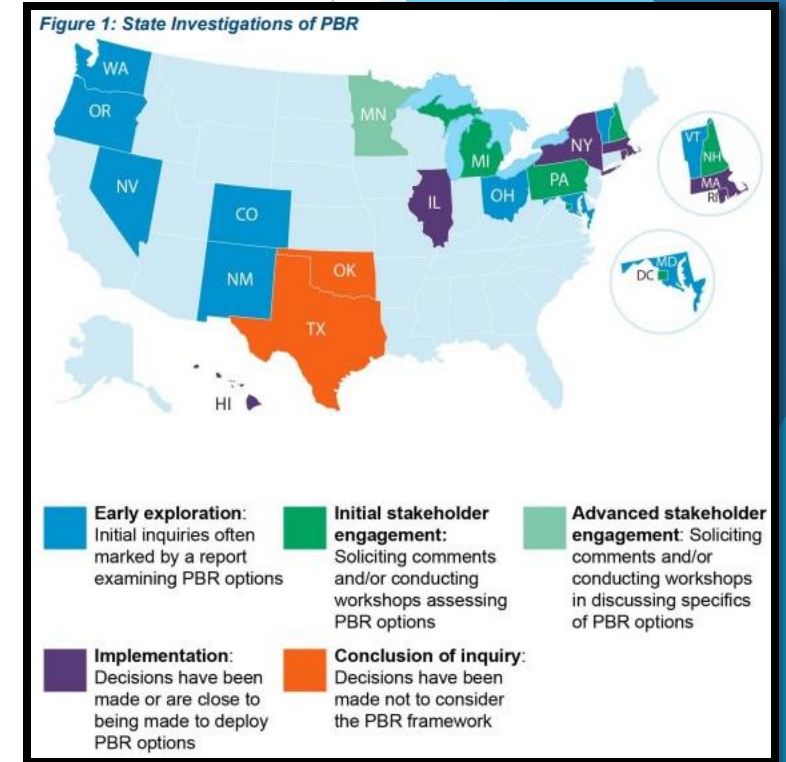 Figure 1: State Investigations of PBR
WA
OR
NV
CO
NM
OK
TX
HI
MN
IL
MI
OH
PA
NY
VT
NH
MA
RI
MD
DC
Early exploration:
Initial inquiries often
marked by a report
examining PBR options
Initial stakeholder
engagement:
Soliciting comments
and/or conducting
workshops assessing
PBR options
Advanced stakeholder
engagement: Soliciting
comments and/or
conducting workshops
in discussing specifics
of PBR options
Implementation:
Decisions have been
made or are close to
being made to deploy
PBR options
Conclusion of inquiry:
Decisions have been
made not to consider
the PBR framework